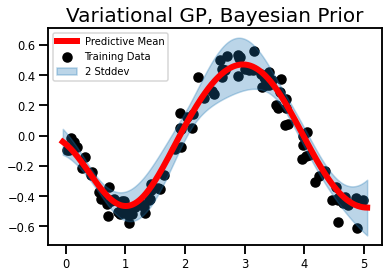 Variational GP, Bayesian Prior
Predictive Mean
Training Data
2 Stddev
0.6
0.4
0.2
0.0
−0.2
−0.4
−0.6
0 1 2 3 4 5